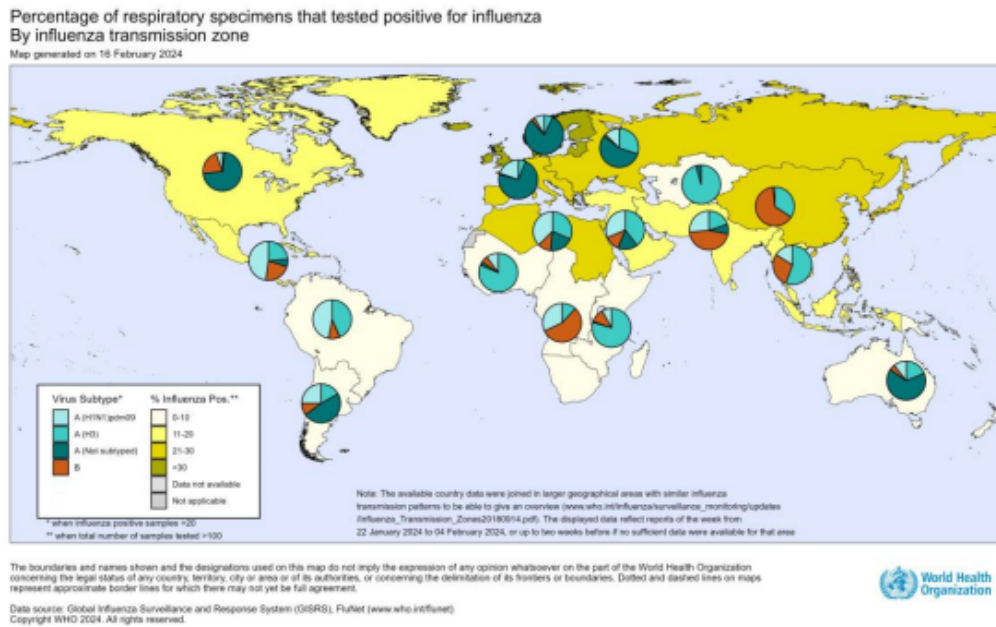 Percentage of respiratory specimens that tested positive for influenza
By influenza transmission zone
Map generated on 16 February 2024
Virus Subtype*
A (H1N1)pdm09
A (H3)
A (Not subtyped)
B
% Influenza Pos.**
0-10
11-20
21-30
>30
Data not available
Not applicable
* when influenza positive samples >20
** when total number of samples tested >100
Note: The available country data were joined in larger geographical areas with similar influenza
transmission patterns to be able to give an overview (www.who.int/influenza/surveillance_monitoring/updates
/Influenza_Transmission_Zones20180914.pdf). The displayed data reflect reports of the week from
22 January 2024 to 04 February 2024, or up to two weeks before if no sufficient data were available for that area
The boundaries and names shown and the designations used on this map do not imply the expression of any opinion whatsoever on the part of the World Health Organization
concerning the legal status of any country, territory, city or area or of its authorities, or concerning the delimitation of its frontiers or boundaries. Dotted and dashed lines on maps
represent approximate border lines for which there may not yet be full agreement.
World Health
Organization
Data source: Global Influenza Surveillance and Response System (GISRS), FluNet (www.who.int/flunet)
Copyright WHO 2024. All rights reserved.